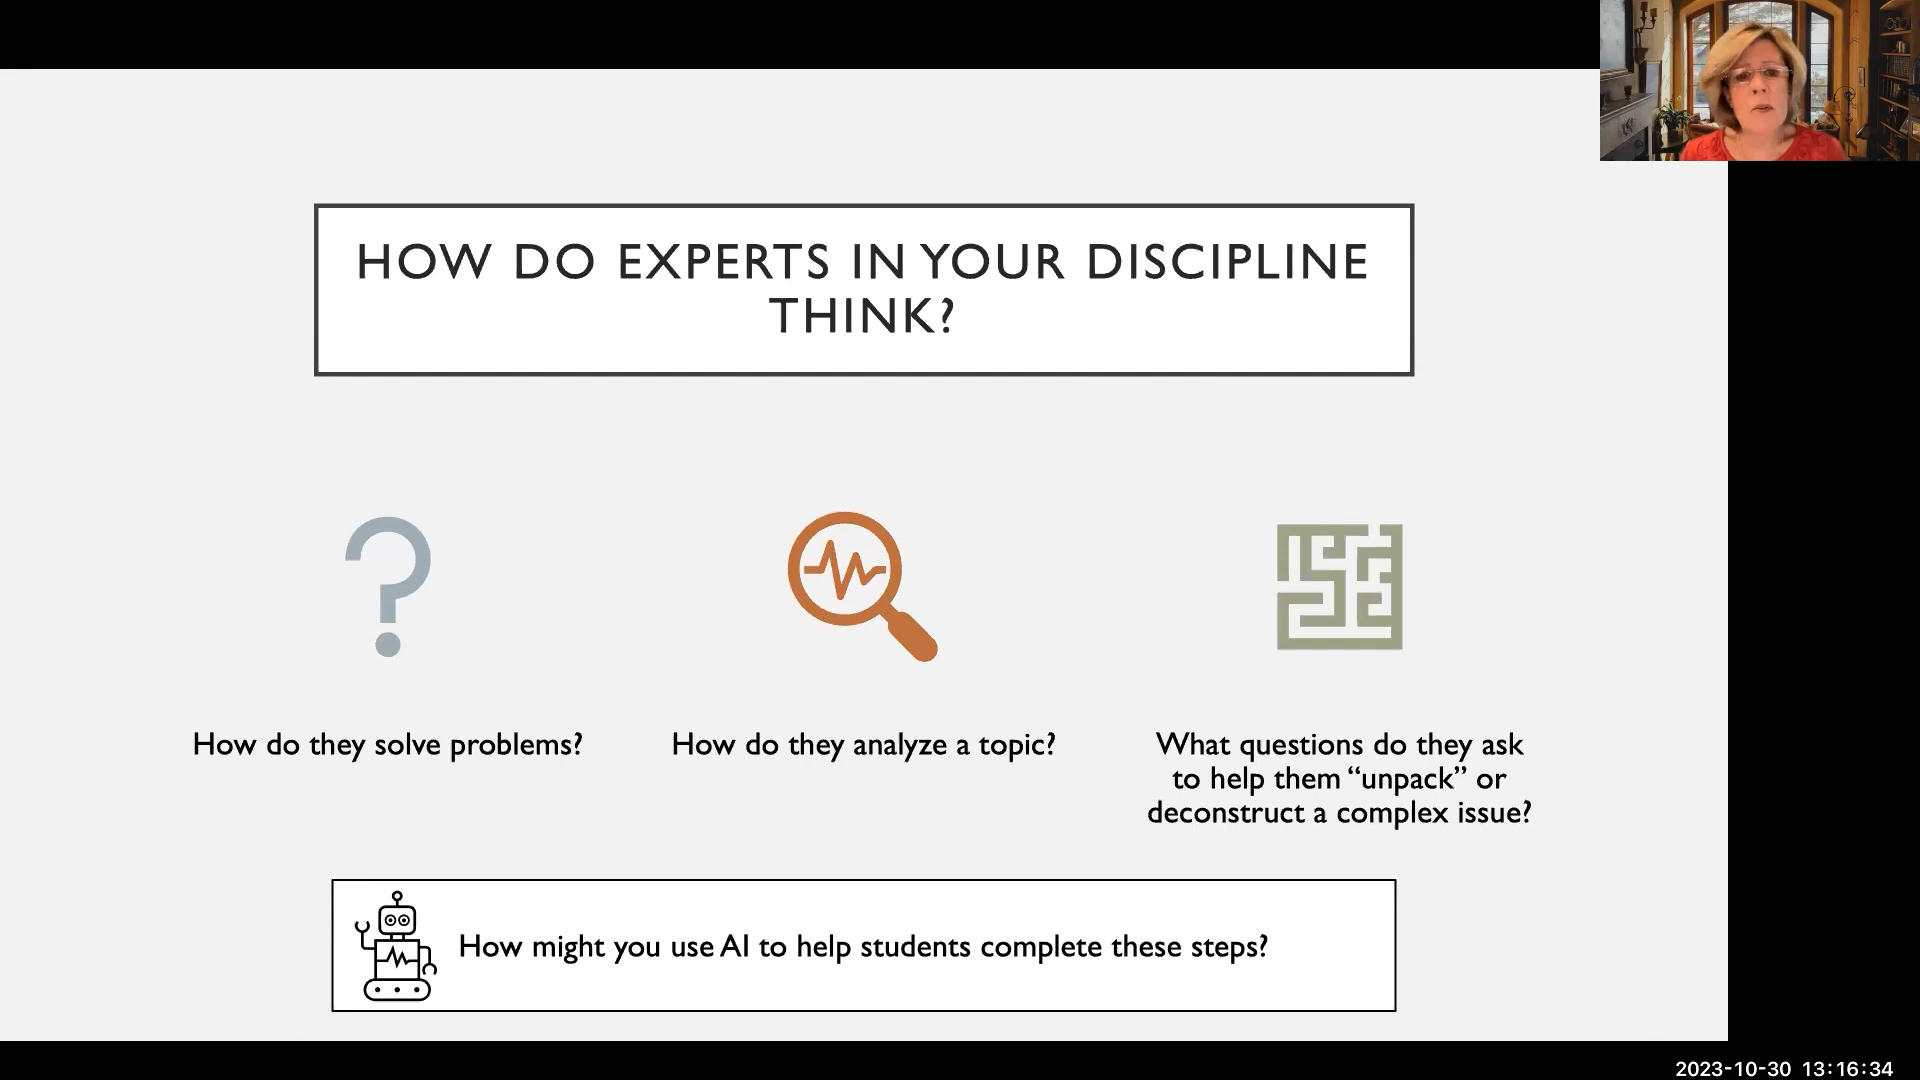 HOW DO EXPERTS IN YOUR DISCIPLINE
THINK?
How do they solve problems?
How do they analyze a topic?
What questions do they ask
to help them “unpack” or
deconstruct a complex issue?
How might you use AI to help students complete these steps?
2023-10-30 13:16:34